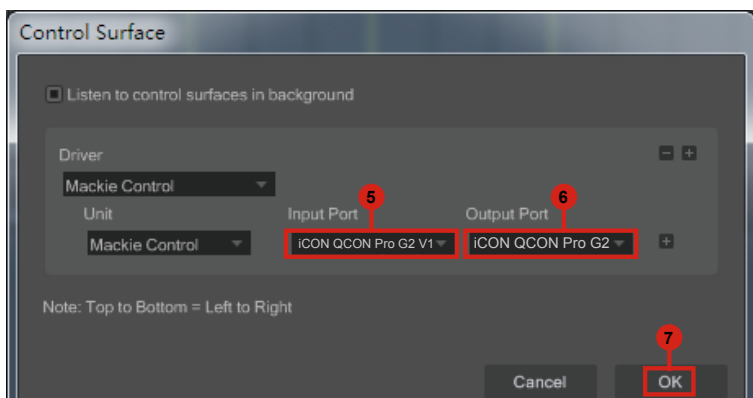 Control Surface
Listen to control surfaces in background
Driver
Mackie Control
5
6
Unit
Input Port
Output Port
Mackie Control
iCON QCON Pro G2 V1
iCON QCON Pro G2
Note: Top to Bottom = Left to Right
7
Cancel
OK